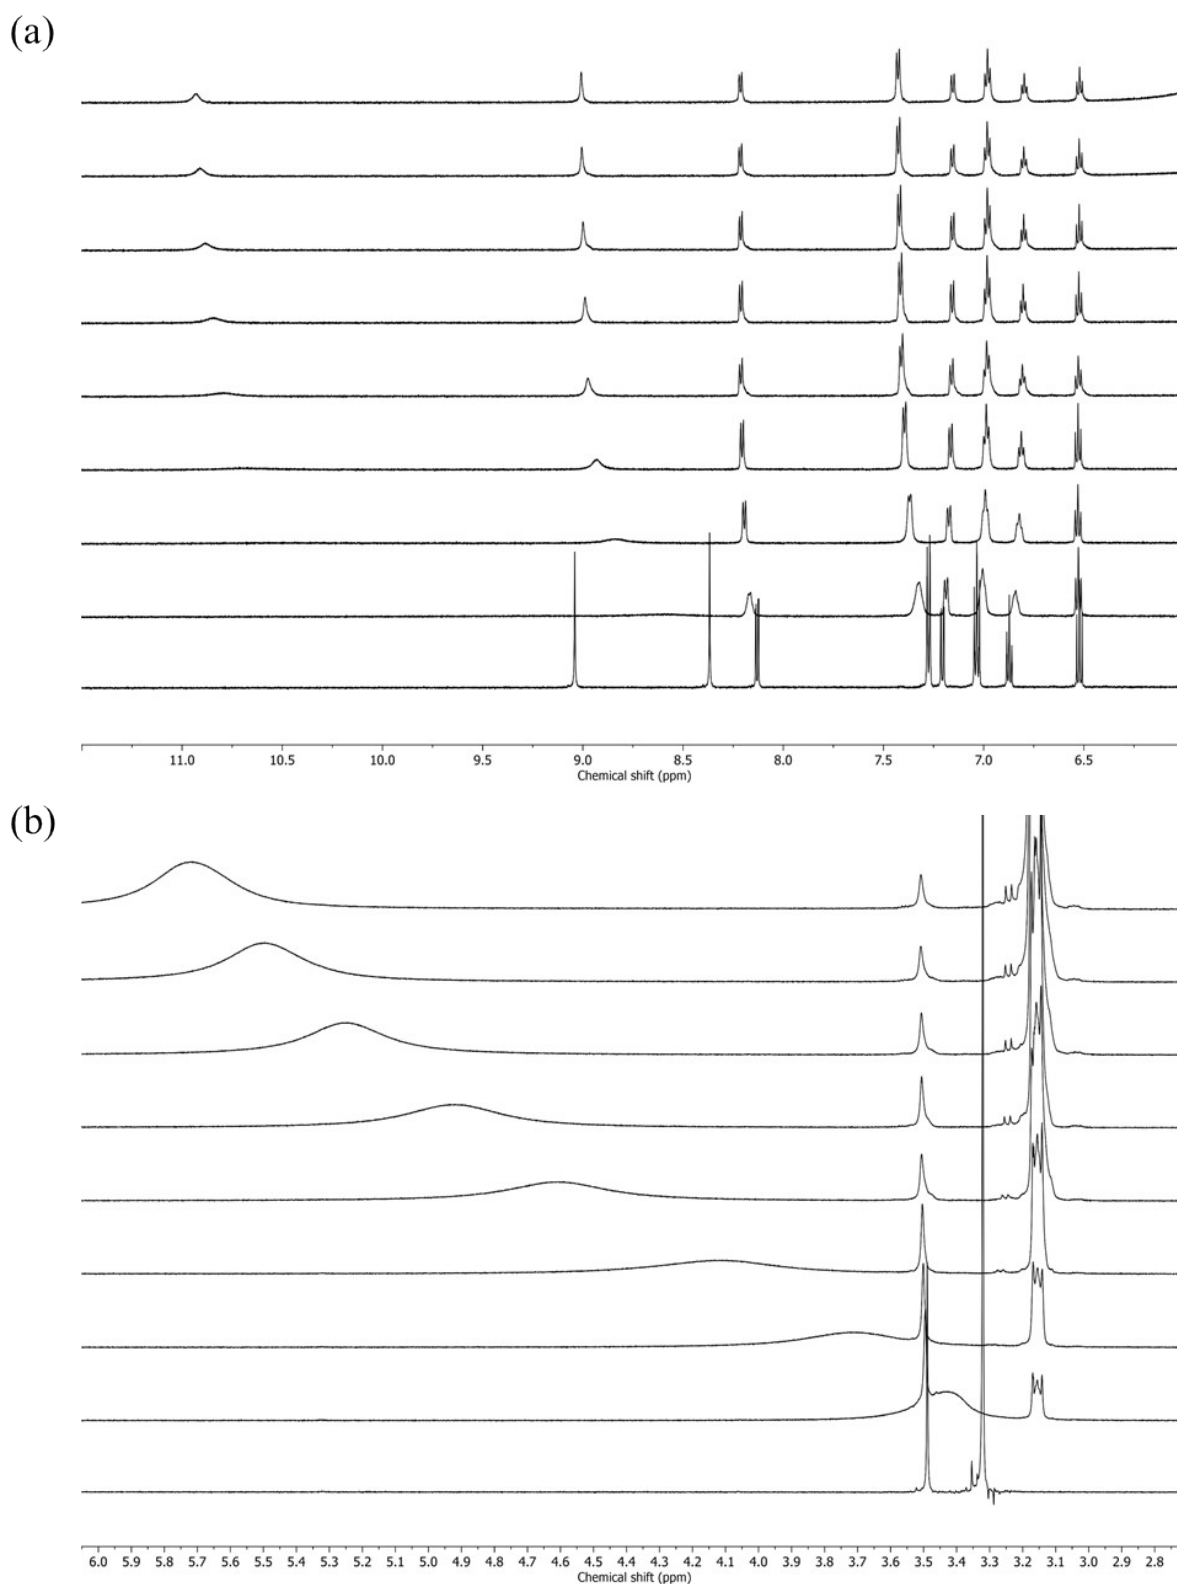 (a)
11.0 10.5 10.0 9.5 9.0 8.5 8.0 7.5 7.0 6.5
Chemical shift (ppm)
(b)
6.0 5.9 5.8 5.7 5.6 5.5 5.4 5.3 5.2 5.1 5.0 4.9 4.8 4.7 4.6 4.5 4.4 4.3 4.2 4.1 4.0 3.9 3.8 3.7 3.6 3.5 3.4 3.3 3.2 3.1 3.0 2.9 2.8
Chemical shift (ppm)